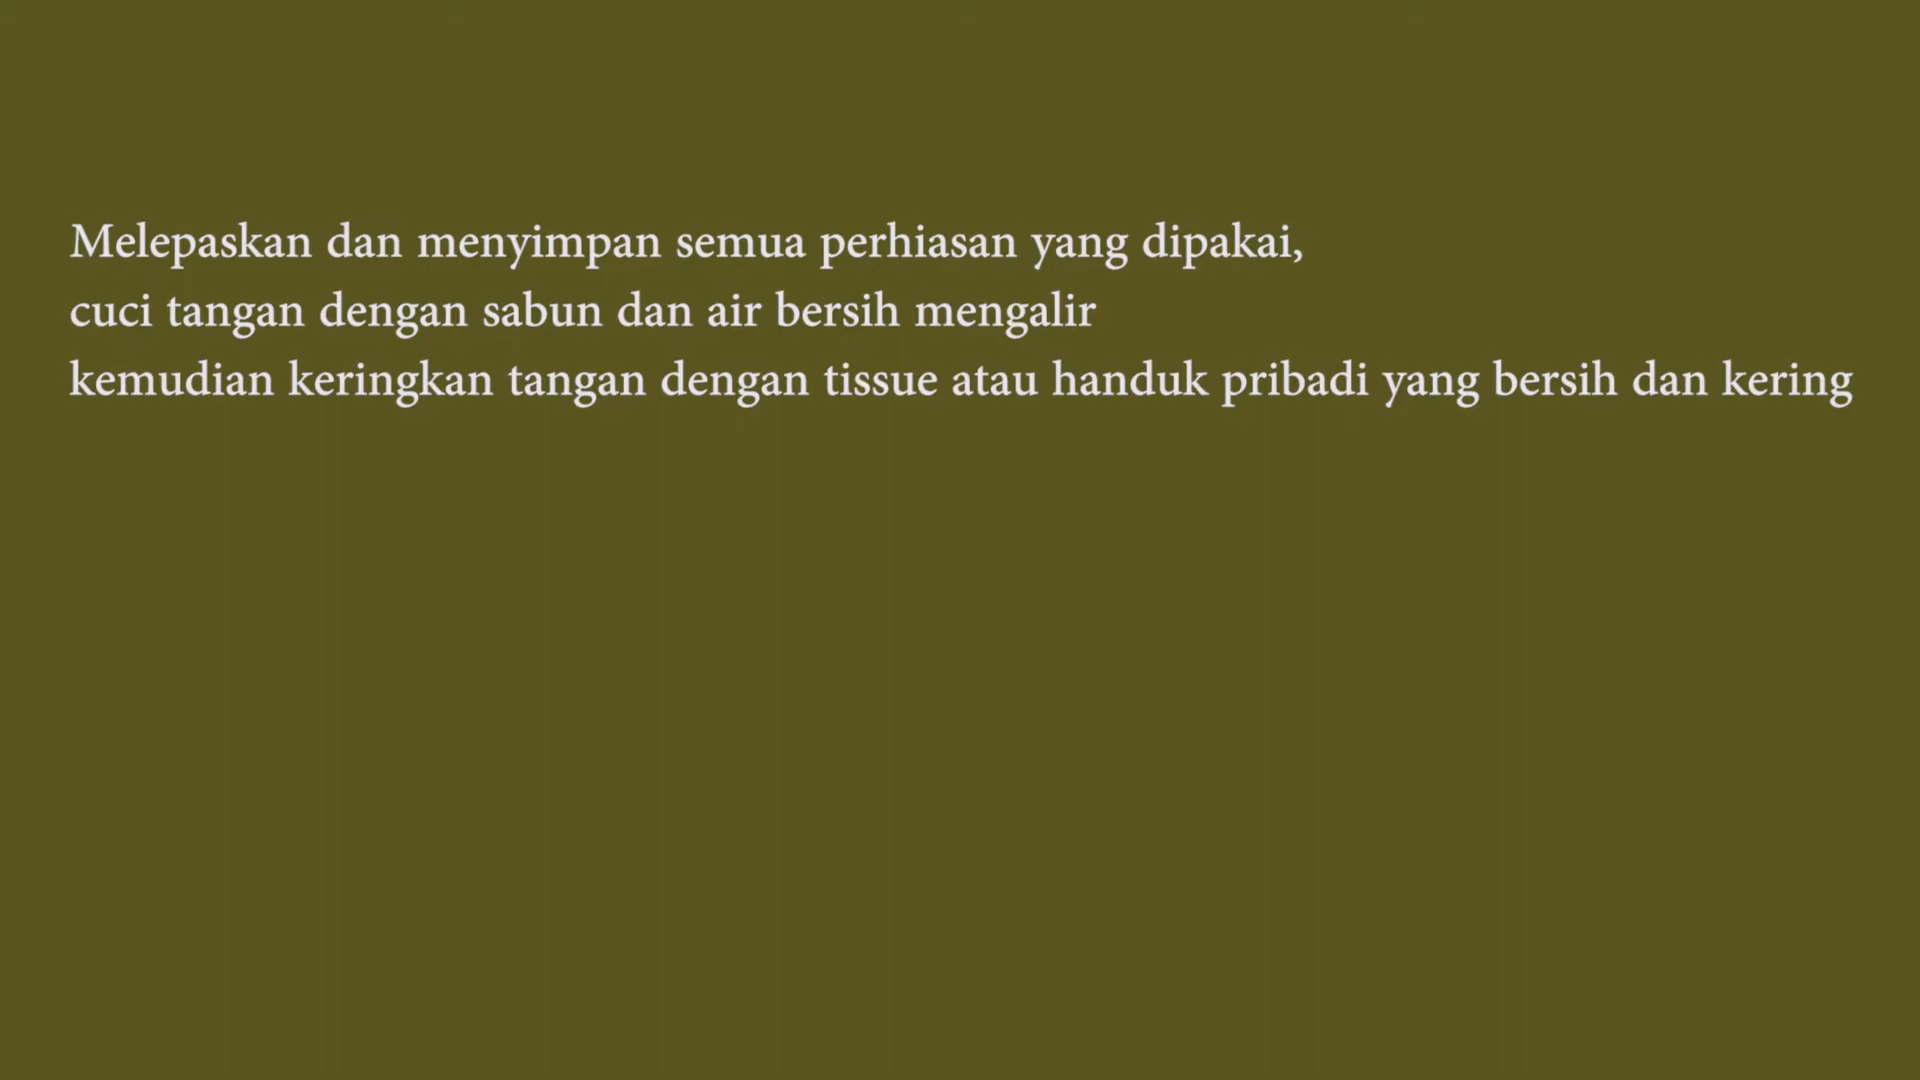 Melepaskan dan menyimpan semua perhiasan yang dipakai,
cuci tangan dengan sabun dan air bersih mengalir
kemudian keringkan tangan dengan tissue atau handuk pribadi yang bersih dan kering